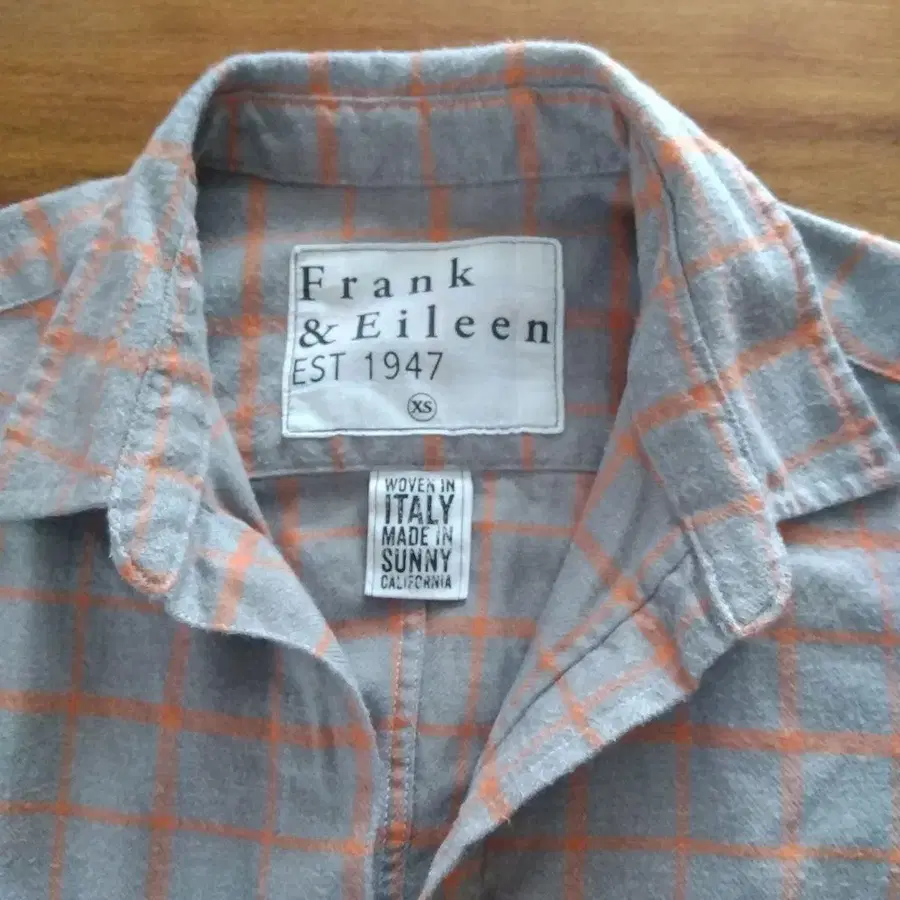 Frank
& Eileen
EST 1947
XS
WOVEN IN
ITALY
MADE IN
SUNNY
CALIFORNIA